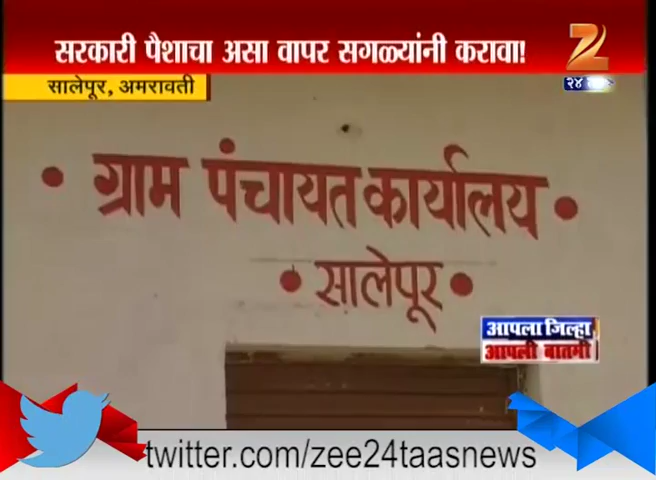 सरकारी पैशाचा असा वापर सगळ्यांनी करावा!
२४ तास
सालेपूर, अमरावती
ग्राम पंचायत कार्यालय
सालेपूर
आपला जिल्हा
आपली बातमी
twitter.com/zee24taasnews